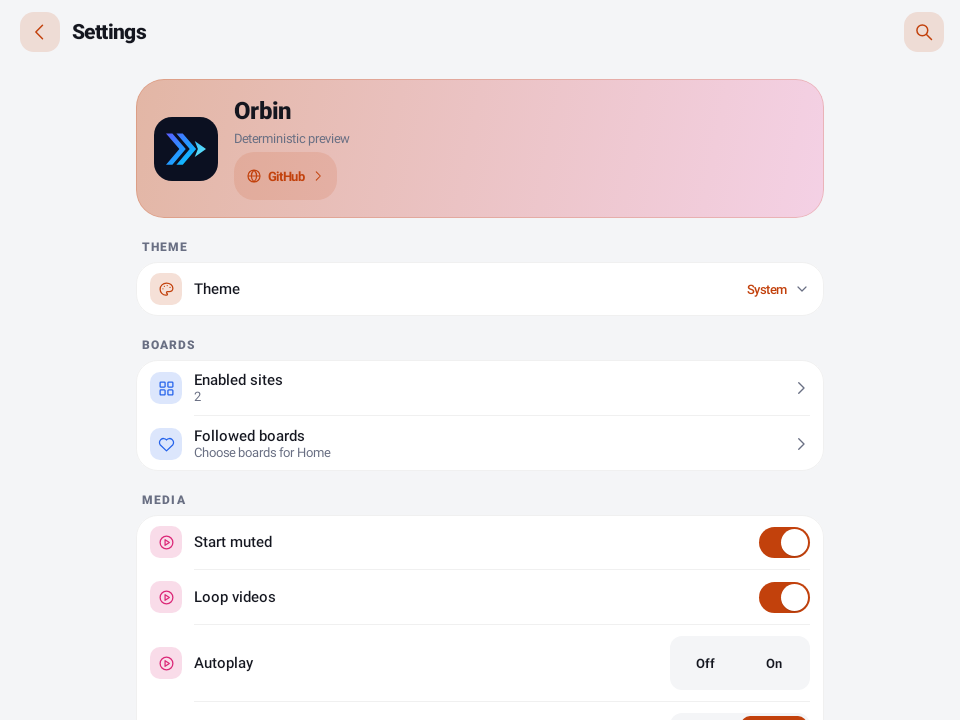 Settings
Orbin
Deterministic preview
GitHub
THEME
Theme
System
BOARDS
Enabled sites
2
Followed boards
Choose boards for Home
MEDIA
Start muted
Loop videos
Autoplay
Off
On